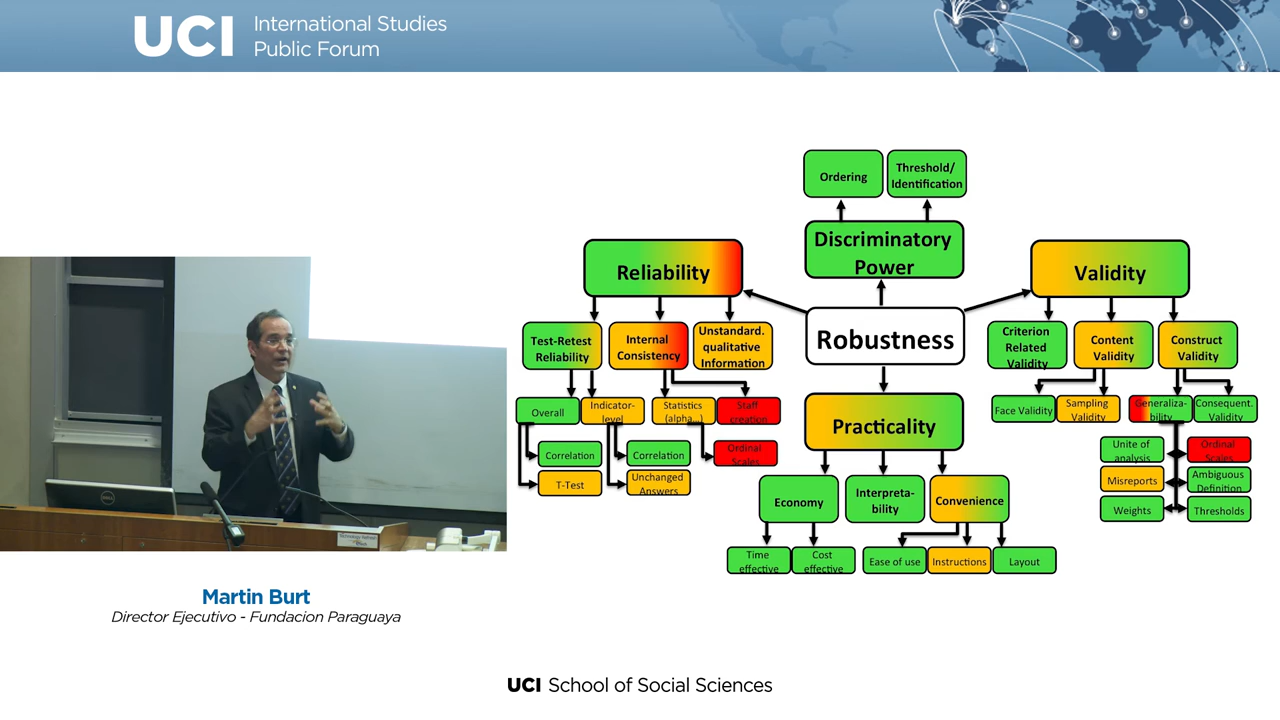 UCI
International Studies
Public Forum
Ordering
Threshold/
Identification
Discriminatory
Power
Reliability
Validity
Robustness
Test-Retest
Reliability
Internal
Consistency
Unstandard.
qualitative
Information
Criterion
Related
Validity
Content
Validity
Construct
Validity
Overall
Indicator-
level
Statistics
(alpha...)
Staff
creation
Face Validity
Sampling
Validity
Generaliza-
bility
Consequent.
Validity
Correlation
Correlation
Ordinal
Scales
T-Test
Unchanged
Answers
Practicality
Unite of
analysis
Ordinal
Scales
Misreports
Ambiguous
Definition
Weights
Thresholds
Economy
Interpreta-
bility
Convenience
Time
effective
Cost
effective
Ease of use
Instructions
Layout
DELL
Martin Burt
Director Ejecutivo - Fundacion Paraguaya
UCI School of Social Sciences